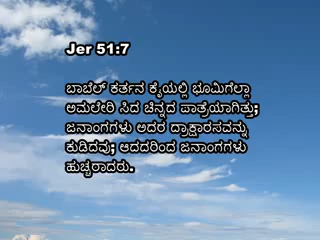 Jer 51:7
ಬಾಬೆಲ್ ಕರ್ತನ ಕೈಯಲ್ಲಿ ಭೂಮಿಗೆಲ್ಲಾ
ಅಮಲೇರಿ ಸಿದ ಚಿನ್ನದ ಪಾತ್ರೆಯಾಗಿತ್ತು;
ಜನಾಂಗಗಳು ಅದರ ದ್ರಾಕ್ಷಾರಸವನ್ನು
ಕುಡಿದವು; ಆದದರಿಂದ ಜನಾಂಗಗಳು
ಹುಚ್ಚರಾದರು.